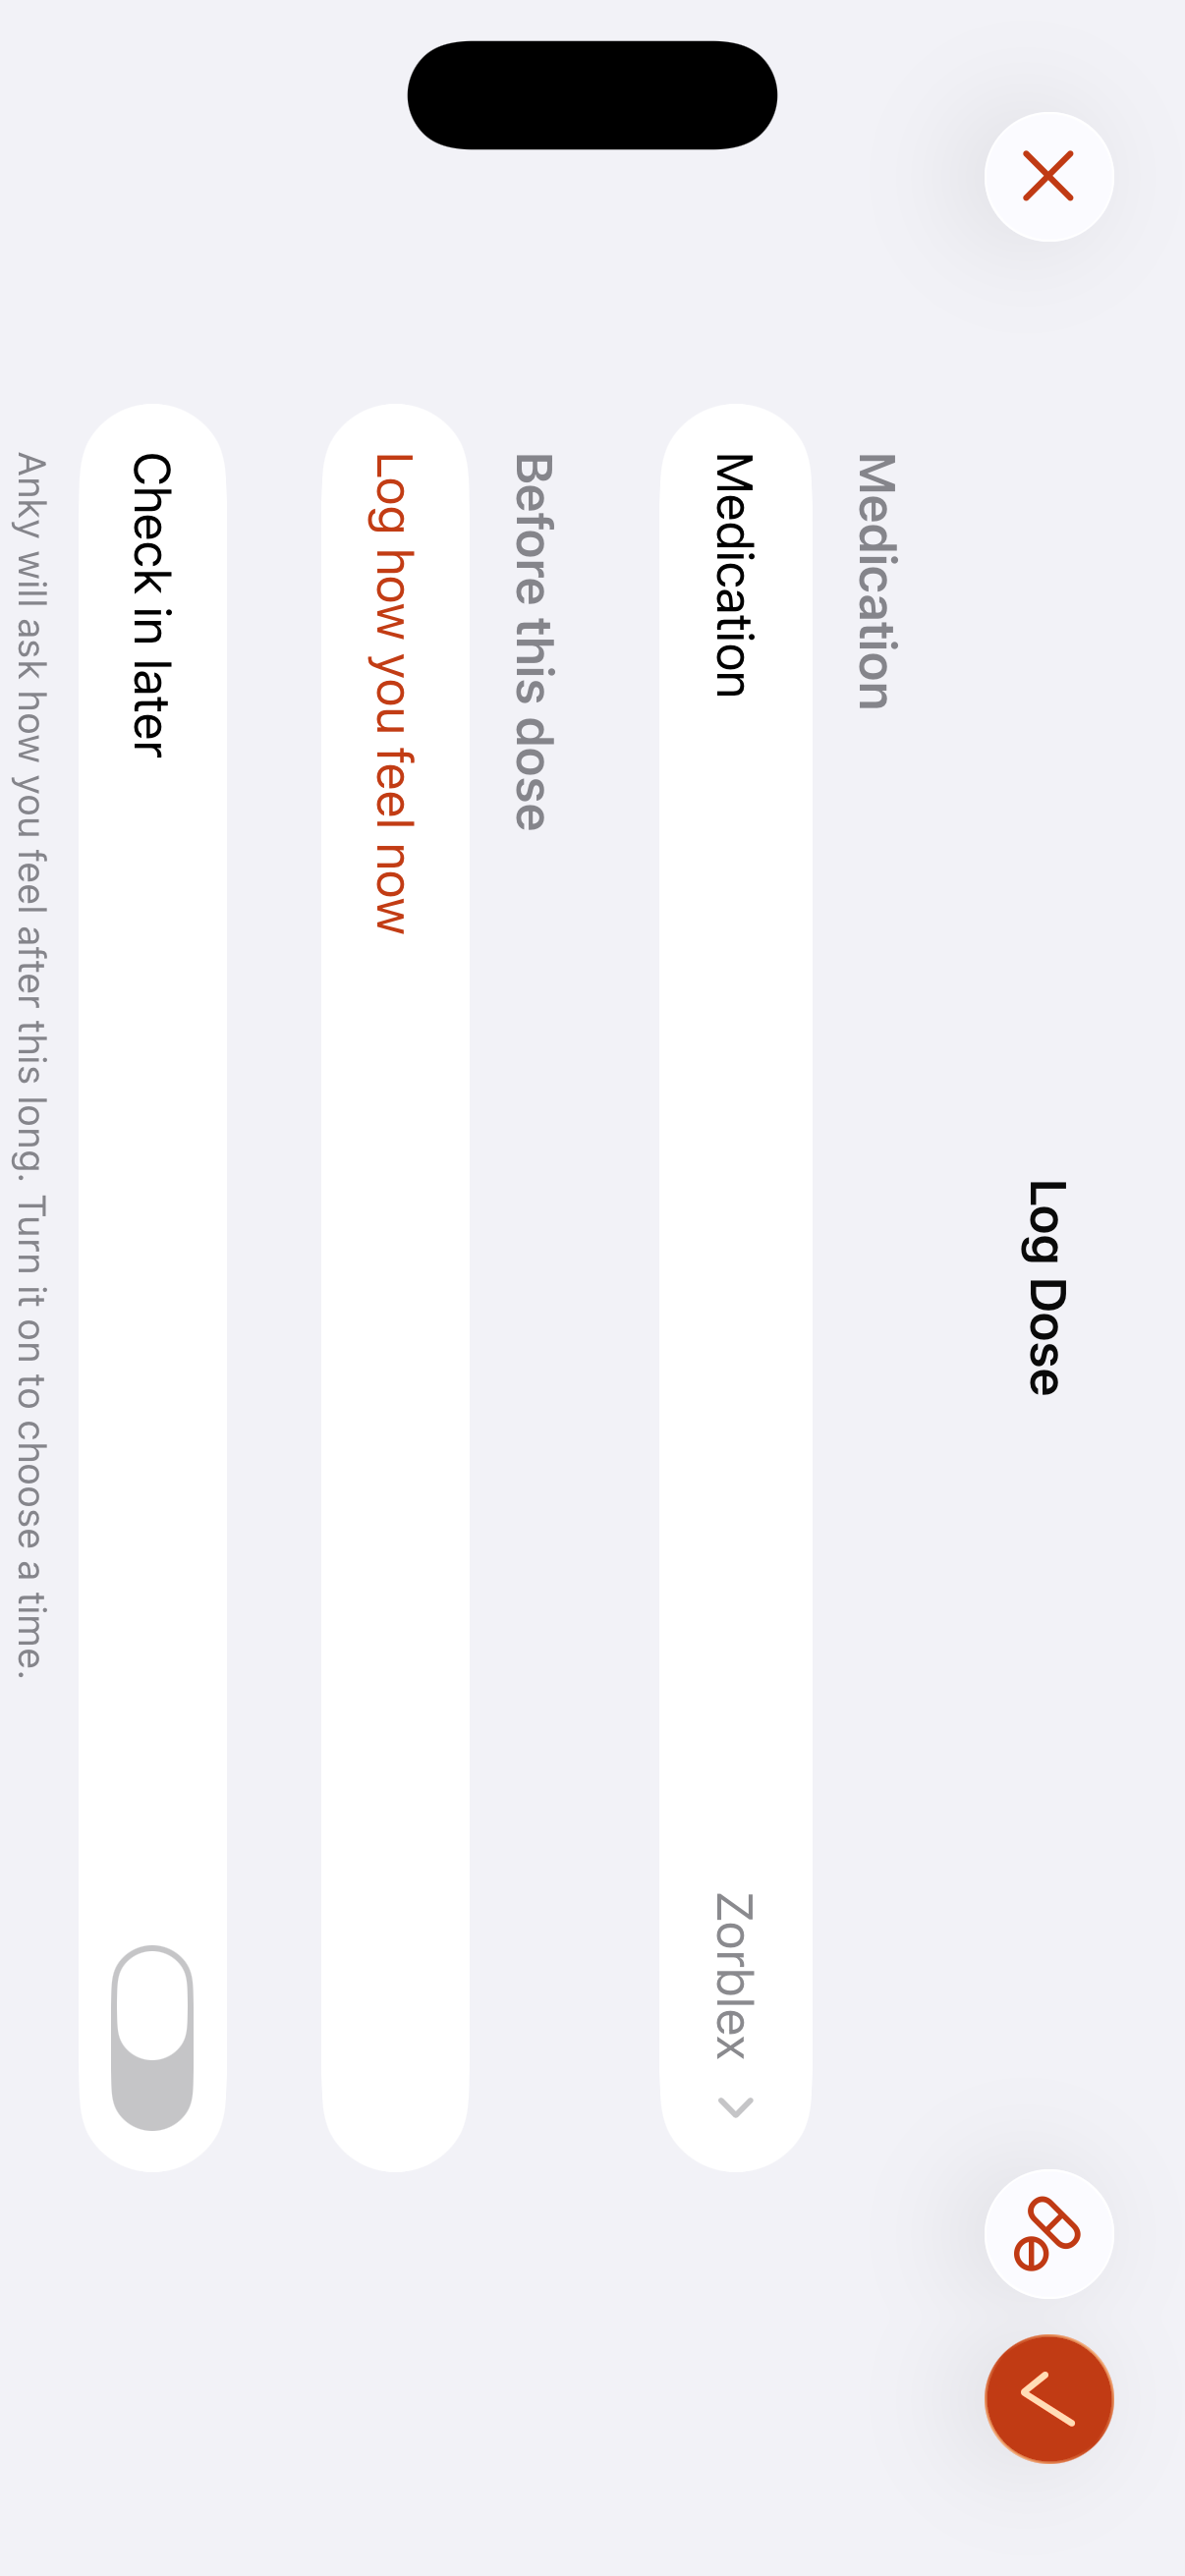 Log Dose
Medication
Medication Zorblex
Before this dose
Log how you feel now
Check in later
Anky will ask how you feel after this long. Turn it on to choose a time.